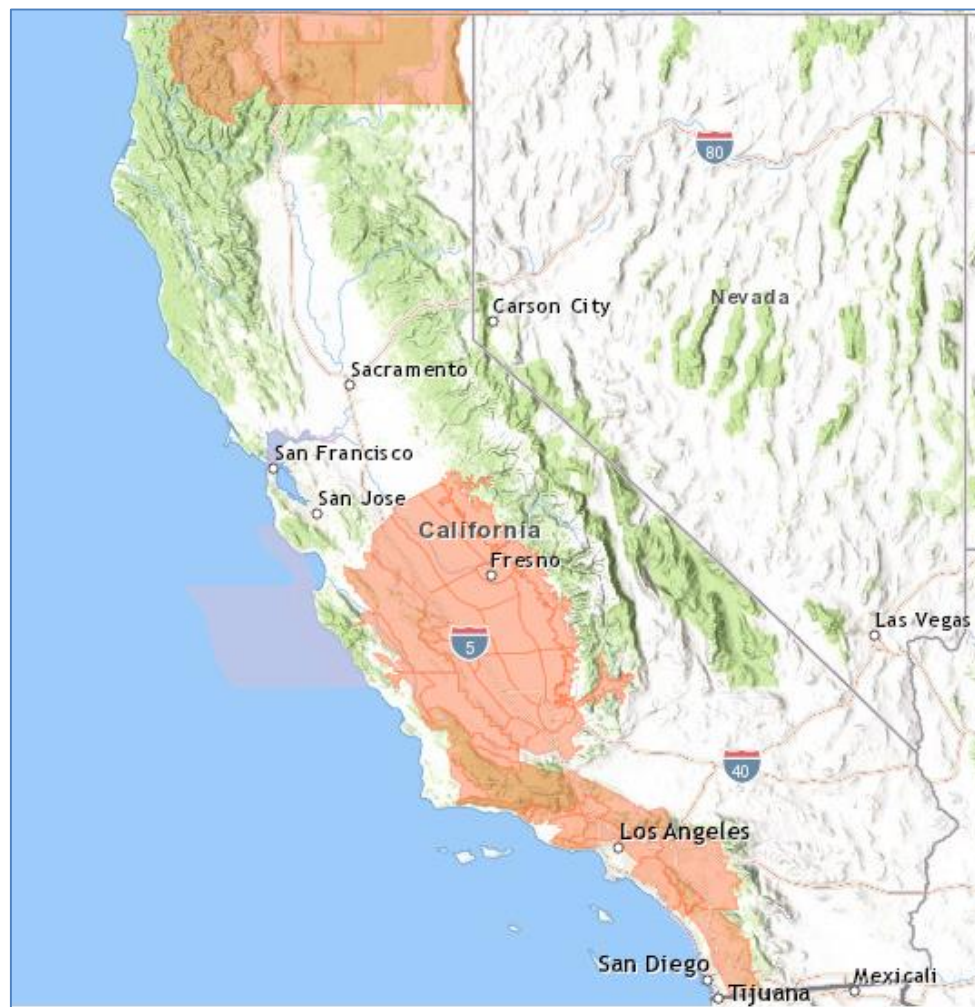 80
Nevada
Carson City
Sacramento
San Francisco
San Jose
California
Fresno
Las Vegas
5
40
Los Angeles
San Diego
Mexicali
Tijuana